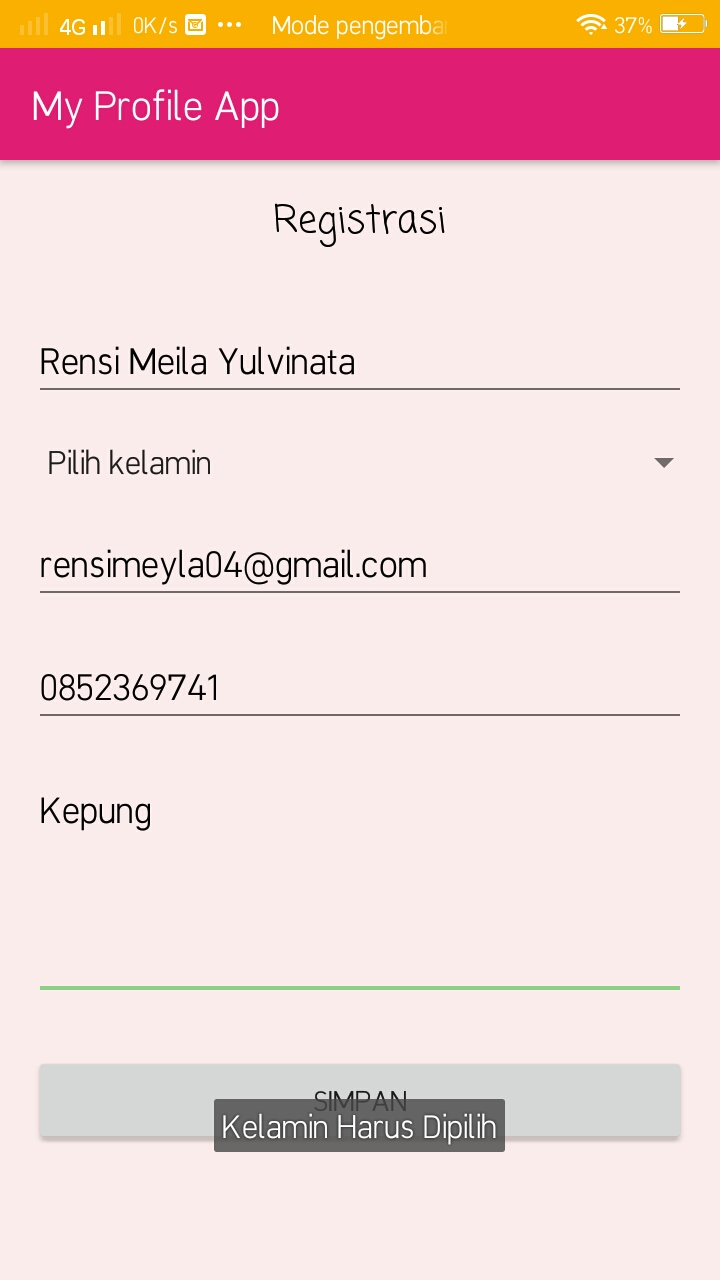 4G 0K/s ••• Mode pengemba 37%
My Profile App
Registrasi
Rensi Meila Yulvinata
Pilih kelamin
rensimeyla04@gmail.com
0852369741
Kepung
SIMPAN
Kelamin Harus Dipilih